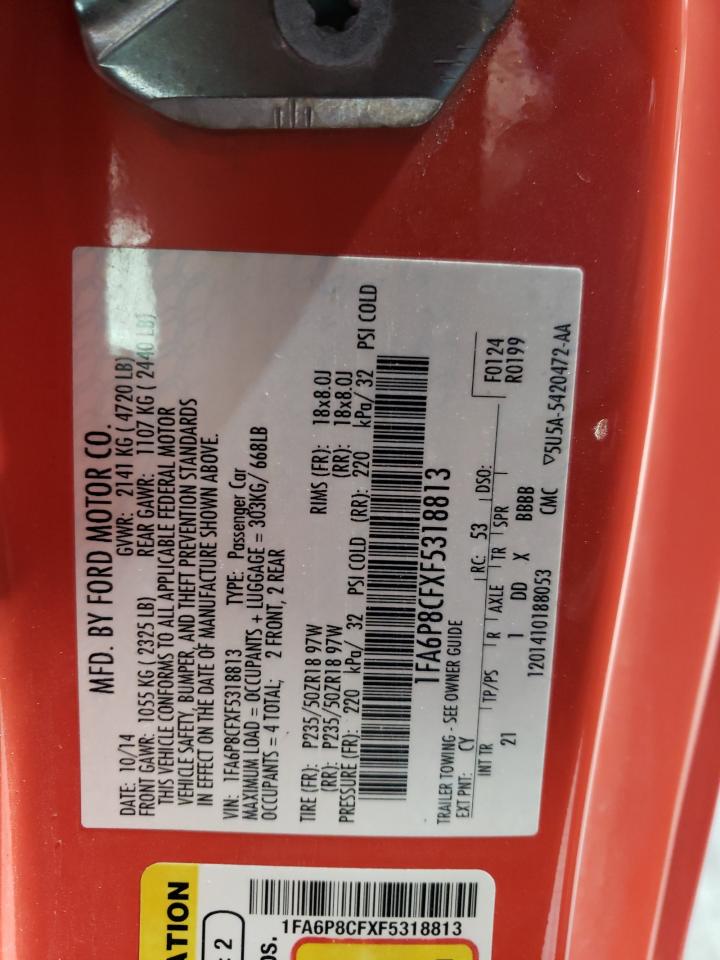 MFD. BY FORD MOTOR CO.
DATE: 10/14 GVWR: 2141 KG ( 4720 LB)
FRONT GAWR: 1055 KG ( 2325 LB) REAR GAWR: 1107 KG ( 2440 LB)
THIS VEHICLE CONFORMS TO ALL APPLICABLE FEDERAL MOTOR
VEHICLE SAFETY, BUMPER, AND THEFT PREVENTION STANDARDS
IN EFFECT ON THE DATE OF MANUFACTURE SHOWN ABOVE.
VIN: 1FA6P8CFXF5318813 TYPE: Passenger Car
MAXIMUM LOAD = OCCUPANTS + LUGGAGE = 303KG/ 668LB
OCCUPANTS = 4 TOTAL; 2 FRONT, 2 REAR
TIRE (FR): P235/50ZR18 97W RIMS (FR): 18x8.0J
(RR): P235/50ZR18 97W (RR): 18x8.0J
PRESSURE (FR): 220 kPa/ 32 PSI COLD (RR): 220 kPa/ 32 PSI COLD
1FA6P8CFXF5318813
TRAILER TOWING - SEE OWNER GUIDE F0124
EXT PNT: CY RC: 53 DSO: R0199
INT TR TP/PS R AXLE TR SPR
21 1 DD X BBBB
1201410188053 CMC ▽5U5A-5420472-AA
ATION
: 2
OS.
1FA6P8CFXF5318813